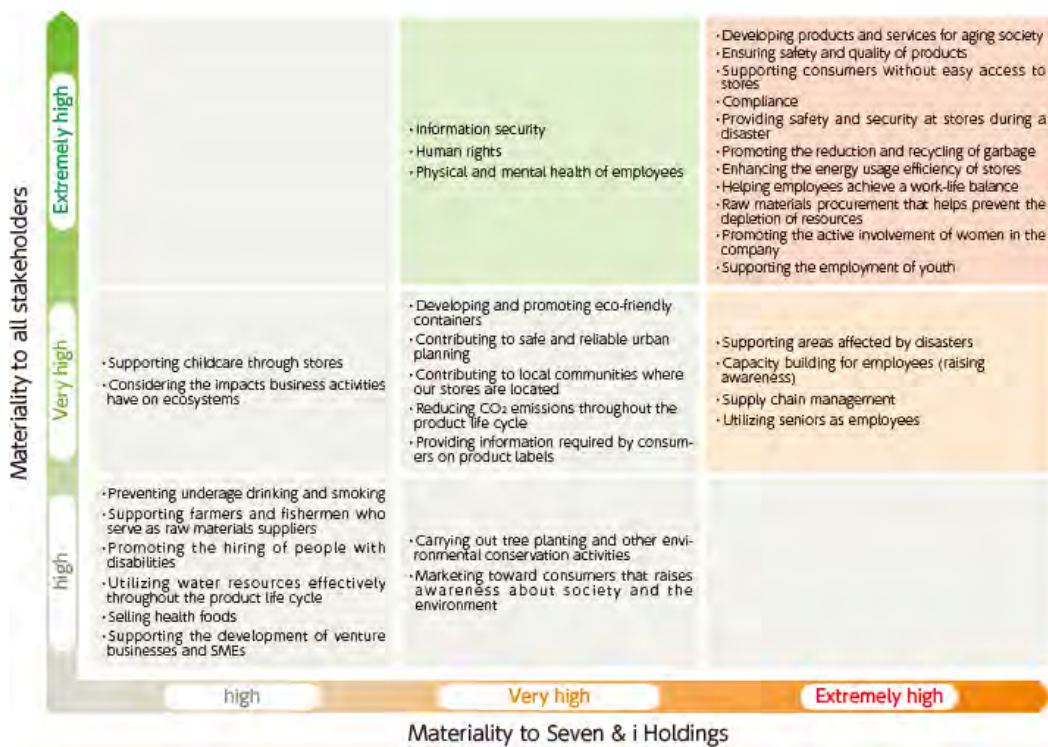 Materiality to all stakeholders
Extremely high
Very high
high
·Information security
·Human rights
·Physical and mental health of employees
·Developing products and services for aging society
·Ensuring safety and quality of products
·Supporting consumers without easy access to
stores
·Compliance
·Providing safety and security at stores during a
disaster
·Promoting the reduction and recycling of garbage
·Enhancing the energy usage efficiency of stores
·Helping employees achieve a work-life balance
·Raw materials procurement that helps prevent the
depletion of resources
·Promoting the active involvement of women in the
company
·Supporting the employment of youth
·Supporting childcare through stores
·Considering the impacts business activities
have on ecosystems
·Developing and promoting eco-friendly
containers
·Contributing to safe and reliable urban
planning
·Contributing to local communities where
our stores are located
·Reducing CO₂ emissions throughout the
product life cycle
·Providing information required by consum-
ers on product labels
·Supporting areas affected by disasters
·Capacity building for employees (raising
awareness)
·Supply chain management
·Utilizing seniors as employees
·Preventing underage drinking and smoking
·Supporting farmers and fishermen who
serve as raw materials suppliers
·Promoting the hiring of people with
disabilities
·Utilizing water resources effectively
throughout the product life cycle
·Selling health foods
·Supporting the development of venture
businesses and SMEs
·Carrying out tree planting and other envi-
ronmental conservation activities
·Marketing toward consumers that raises
awareness about society and the
environment
high
Very high
Extremely high
Materiality to Seven & i Holdings